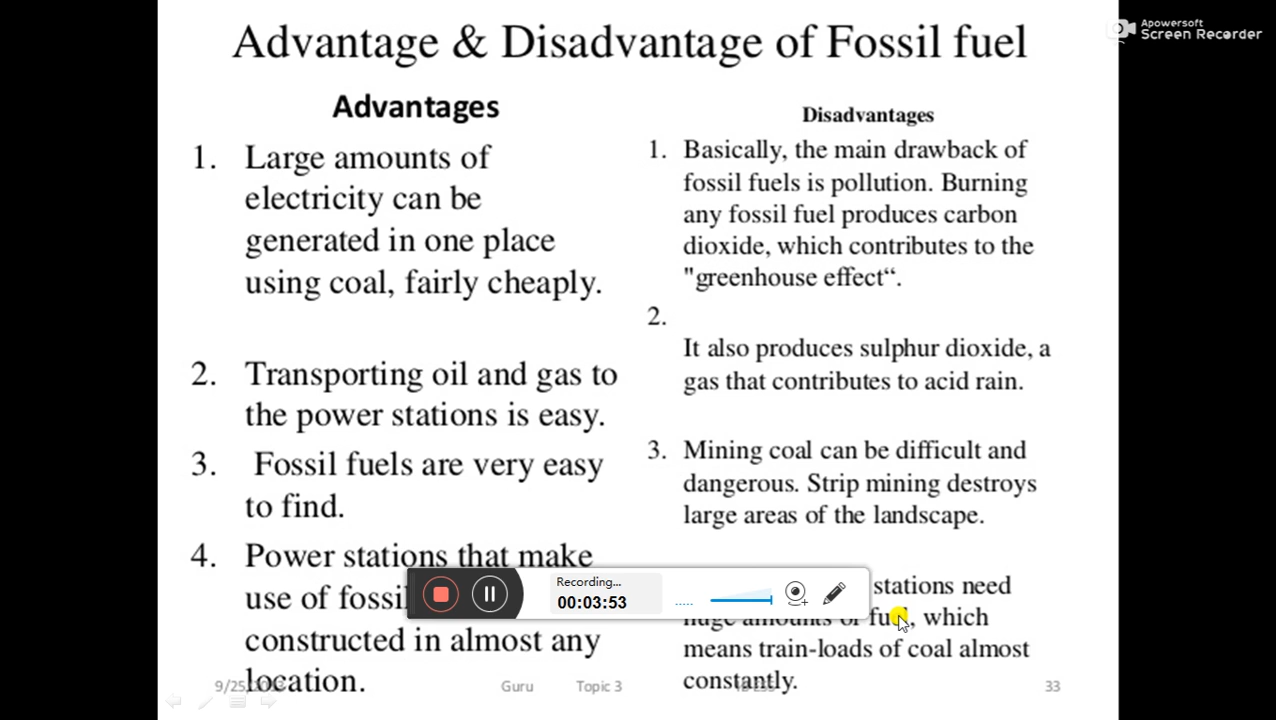 Apowersoft
Screen Recorder
Advantage & Disadvantage of Fossil fuel
Advantages
1. Large amounts of
electricity can be
generated in one place
using coal, fairly cheaply.
2. Transporting oil and gas to
the power stations is easy.
3. Fossil fuels are very easy
to find.
4. Power stations that make
use of fossil
constructed in almost any
location.
Disadvantages
1. Basically, the main drawback of
fossil fuels is pollution. Burning
any fossil fuel produces carbon
dioxide, which contributes to the
"greenhouse effect“.
2.
It also produces sulphur dioxide, a
gas that contributes to acid rain.
3. Mining coal can be difficult and
dangerous. Strip mining destroys
large areas of the landscape.
stations need
huge amounts of fuel, which
means train-loads of coal almost
constantly.
Recording...
00:03:53
Guru Topic 3
33